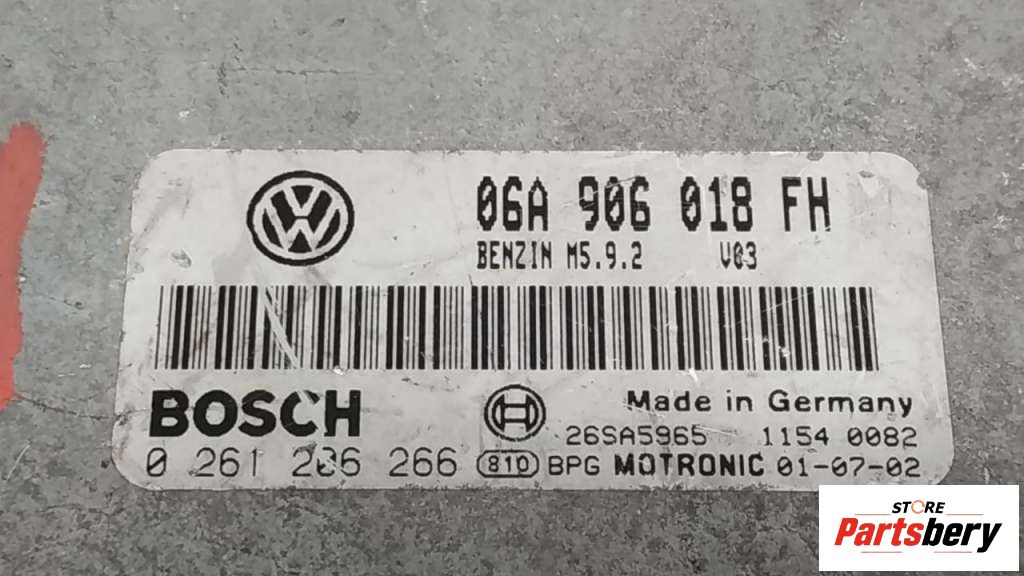 06A 906 018 FH
BENZIN M5.9.2 V03
BOSCH
Made in Germany
26SA5965 1154 0082
0 261 206 266 810 BPG MOTRONIC 01-07-02
STORE
Partsbery